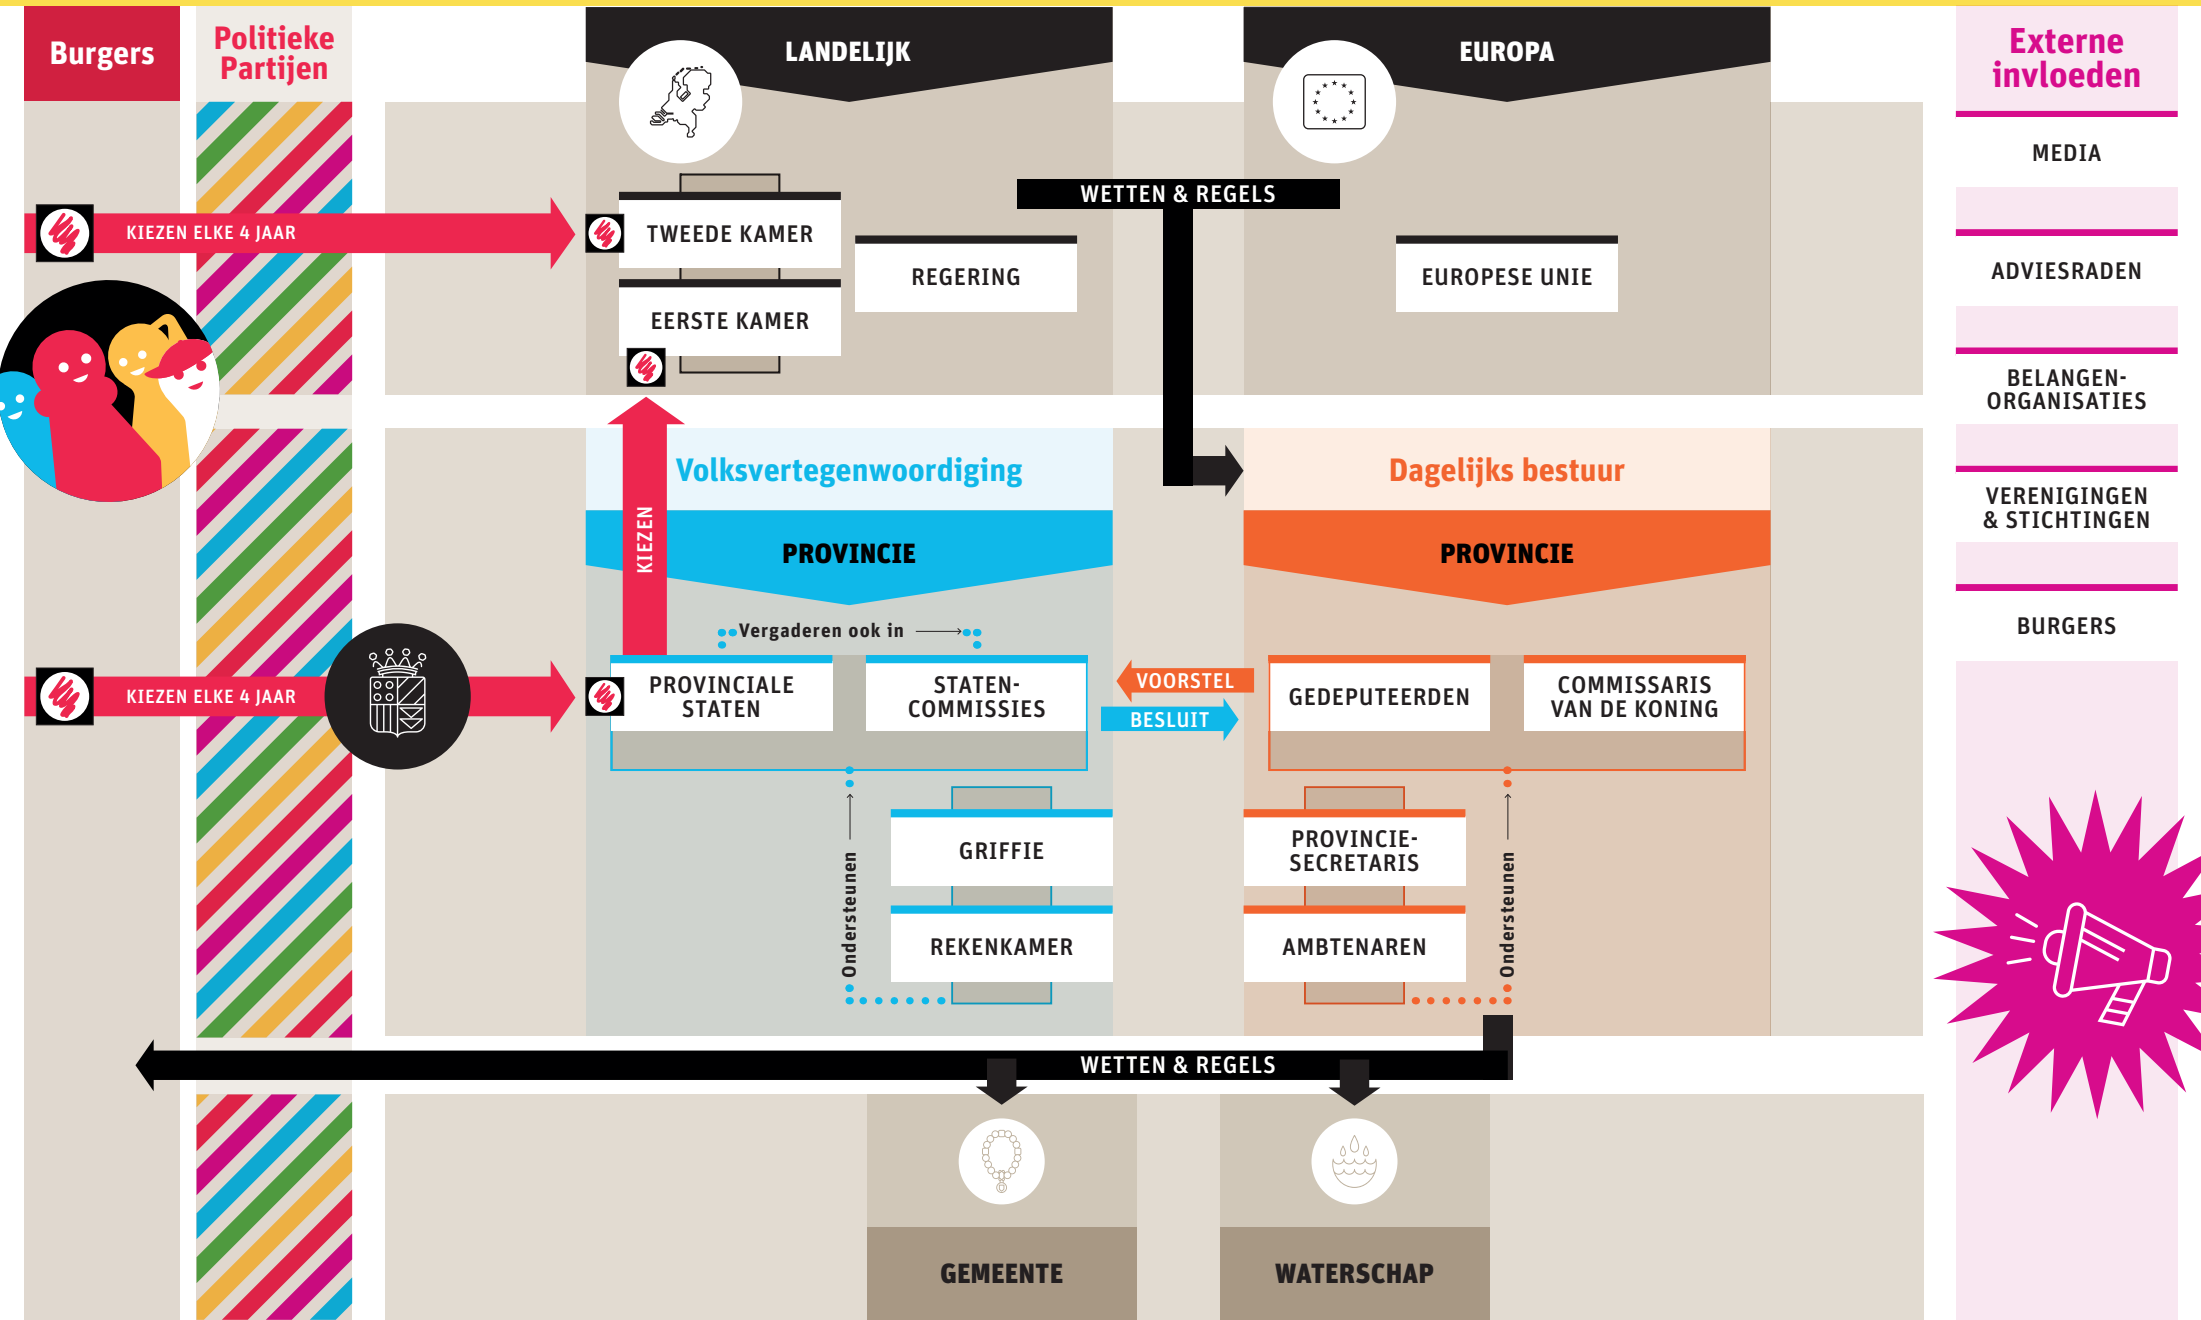 Burgers
Politieke
Partijen
LANDELIJK
EUROPA
Externe
invloeden
MEDIA
WETTEN & REGELS
KIEZEN ELKE 4 JAAR
TWEEDE KAMER
REGERING
EUROPESE UNIE
ADVIESRADEN
EERSTE KAMER
BELANGEN-
ORGANISATIES
Volksvertegenwoordiging
Dagelijks bestuur
VERENIGINGEN
& STICHTINGEN
KIEZEN
PROVINCIE
PROVINCIE
BURGERS
Vergaderen ook in
KIEZEN ELKE 4 JAAR
PROVINCIALE
STATEN
STATEN-
COMMISSIES
VOORSTEL
BESLUIT
GEDEPUTEERDEN
COMMISSARIS
VAN DE KONING
Ondersteunen
GRIFFIE
REKENKAMER
PROVINCIE-
SECRETARIS
AMBTENAREN
Ondersteunen
WETTEN & REGELS
GEMEENTE
WATERSCHAP